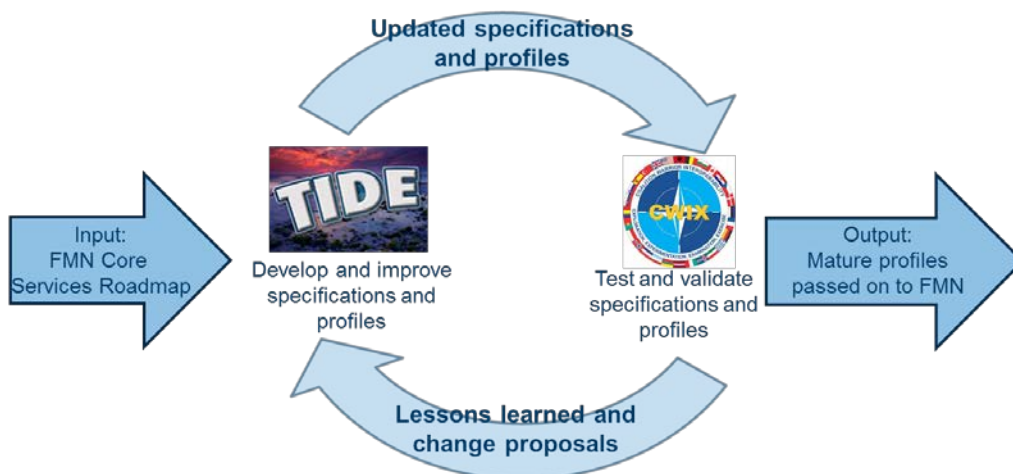 Updated specifications
and profiles
Input:
FMN Core
Services Roadmap
TIDE
Develop and improve
specifications and
profiles
CWIX
Test and validate
specifications and
profiles
Output:
Mature profiles
passed on to FMN
Lessons learned and
change proposals